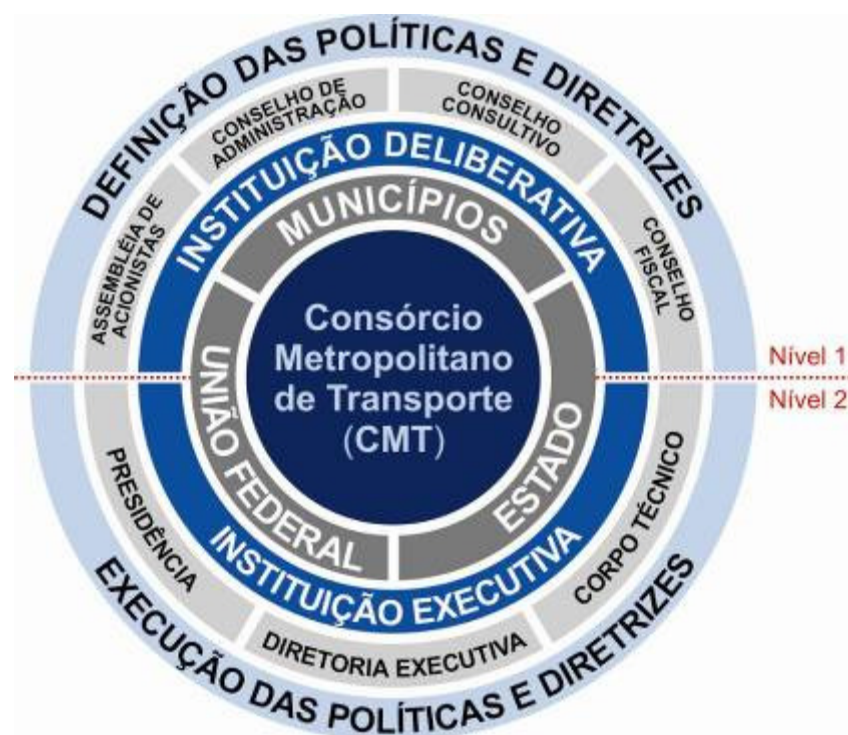 DEFINIÇÃO DAS POLÍTICAS E DIRETRIZES
ASSEMBLÉIA DE
ACIONISTAS
CONSELHO DE
ADMINISTRAÇÃO
CONSELHO
CONSULTIVO
CONSELHO
FISCAL
INSTITUIÇÃO DELIBERATIVA
MUNICÍPIOS
Consórcio
Metropolitano
de Transporte
(CMT)
Nível 1
Nível 2
UNIÃO FEDERAL
ESTADO
INSTITUIÇÃO EXECUTIVA
PRESIDÊNCIA
DIRETORIA EXECUTIVA
CORPO TÉCNICO
EXECUÇÃO DAS POLÍTICAS E DIRETRIZES